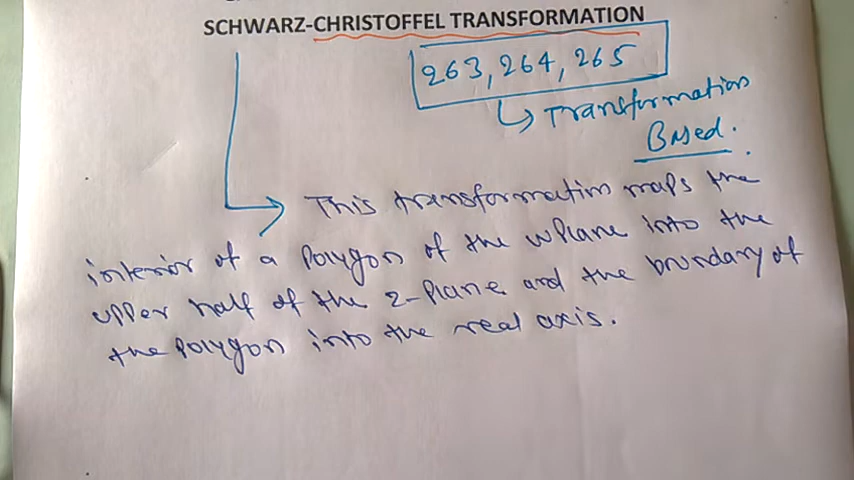 SCHWARZ-CHRISTOFFEL TRANSFORMATION
263, 264, 265
Transformation
Based.
This transformation maps the
interior of a polygon of the w plane into the
upper half of the z-plane and the boundary of
the polygon into the real axis.